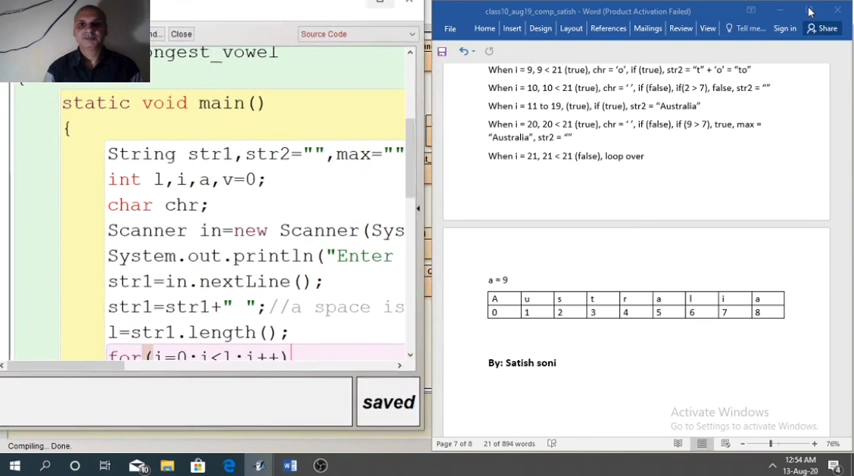 class10_aug19_comp_satish - Word (Product Activation Failed)
Close
Source Code
File Home Insert Design Layout References Mailings Review View Tell me... Sign in Share
ongest_vowel
static void main()
{
String str1,str2="",max=""
int l,i,a,v=0;
char chr;
Scanner in=new Scanner(Sys
System.out.println("Enter
str1=in.nextLine();
str1=str1+" ";//a space is
l=str1.length();
for(i=0;i<l;i++)
saved
Compiling... Done.
When i = 9, 9 < 21 (true), chr = ‘o’, if (true), str2 = “t” + ‘o’ = “to”
When i = 10, 10 < 21 (true), chr = ‘ ’, if (false), if(2 > 7), false, str2 = “”
When i = 11 to 19, (true), if (true), str2 = “Australia”
When i = 20, 20 < 21 (true), chr = ‘ ’, if (false), if (9 > 7), true, max =
“Australia”, str2 = “”
When i = 21, 21 < 21 (false), loop over
a = 9
A u s t r a l i a
0 1 2 3 4 5 6 7 8
By: Satish soni
Activate Windows
Go to Settings to activate Windows.
Page 7 of 8 21 of 894 words 76%
12:54 AM
13-Aug-20